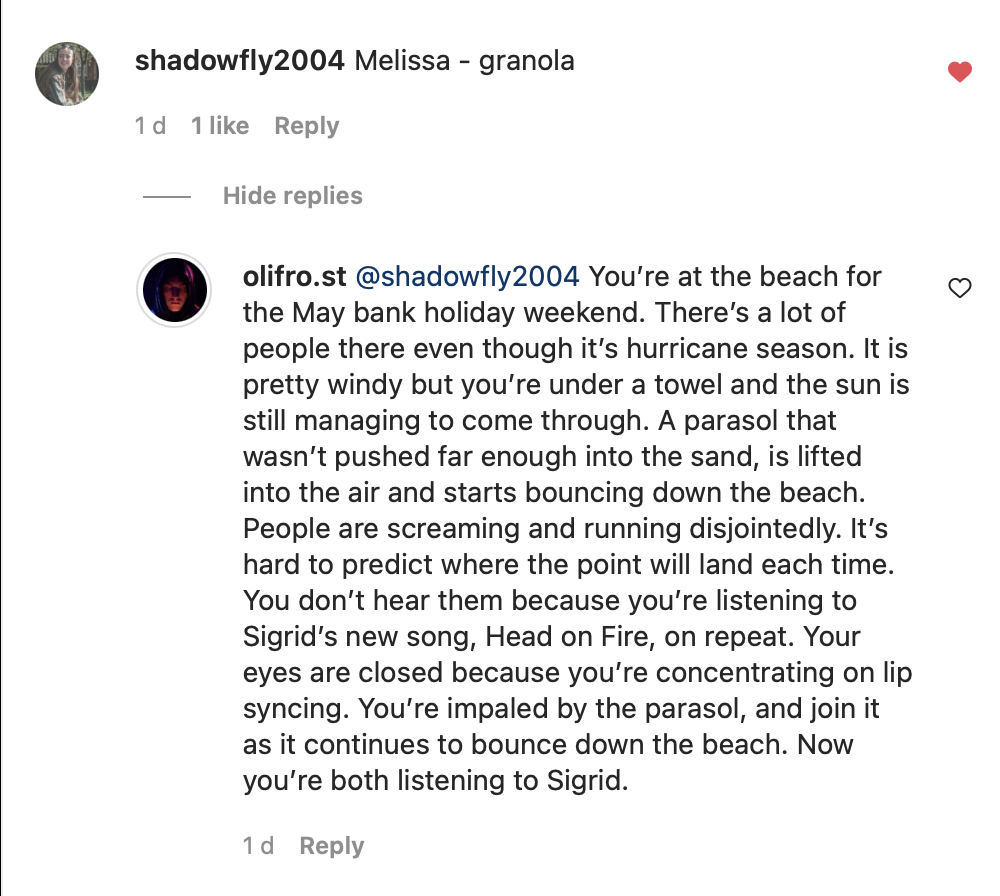 shadowfly2004 Melissa - granola
1 d 1 like Reply
Hide replies
olifro.st @shadowfly2004 You’re at the beach for
the May bank holiday weekend. There’s a lot of
people there even though it’s hurricane season. It is
pretty windy but you’re under a towel and the sun is
still managing to come through. A parasol that
wasn’t pushed far enough into the sand, is lifted
into the air and starts bouncing down the beach.
People are screaming and running disjointedly. It’s
hard to predict where the point will land each time.
You don’t hear them because you’re listening to
Sigrid’s new song, Head on Fire, on repeat. Your
eyes are closed because you’re concentrating on lip
syncing. You’re impaled by the parasol, and join it
as it continues to bounce down the beach. Now
you’re both listening to Sigrid.
1 d Reply